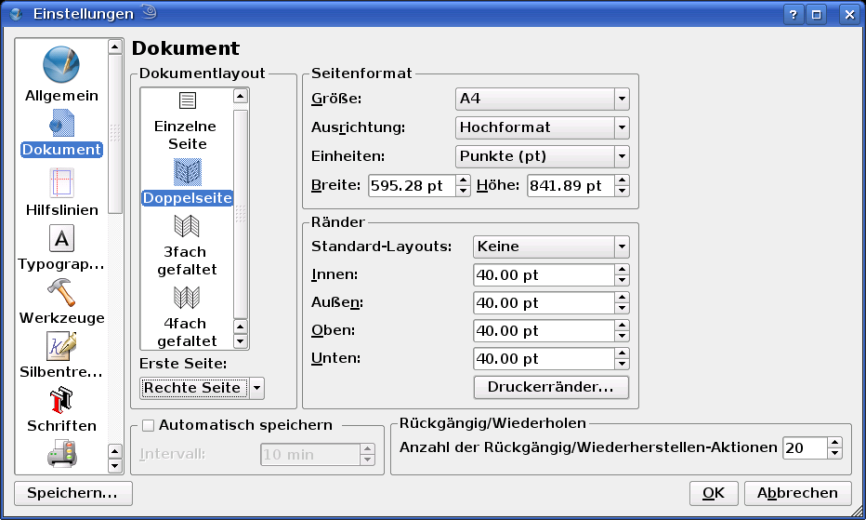 Einstellungen
Allgemein
Dokument
Hilfslinien
Typograp...
Werkzeuge
Silbentre...
Schriften
Dokument
Dokumentlayout
Einzelne
Seite
Doppelseite
3fach
gefaltet
4fach
gefaltet
Erste Seite:
Rechte Seite
Seitenformat
Größe: A4
Ausrichtung: Hochformat
Einheiten: Punkte (pt)
Breite: 595.28 pt Höhe: 841.89 pt
Ränder
Standard-Layouts: Keine
Innen: 40.00 pt
Außen: 40.00 pt
Oben: 40.00 pt
Unten: 40.00 pt
Druckerränder...
Automatisch speichern
Intervall: 10 min
Rückgängig/Wiederholen
Anzahl der Rückgängig/Wiederherstellen-Aktionen 20
Speichern... OK Abbrechen